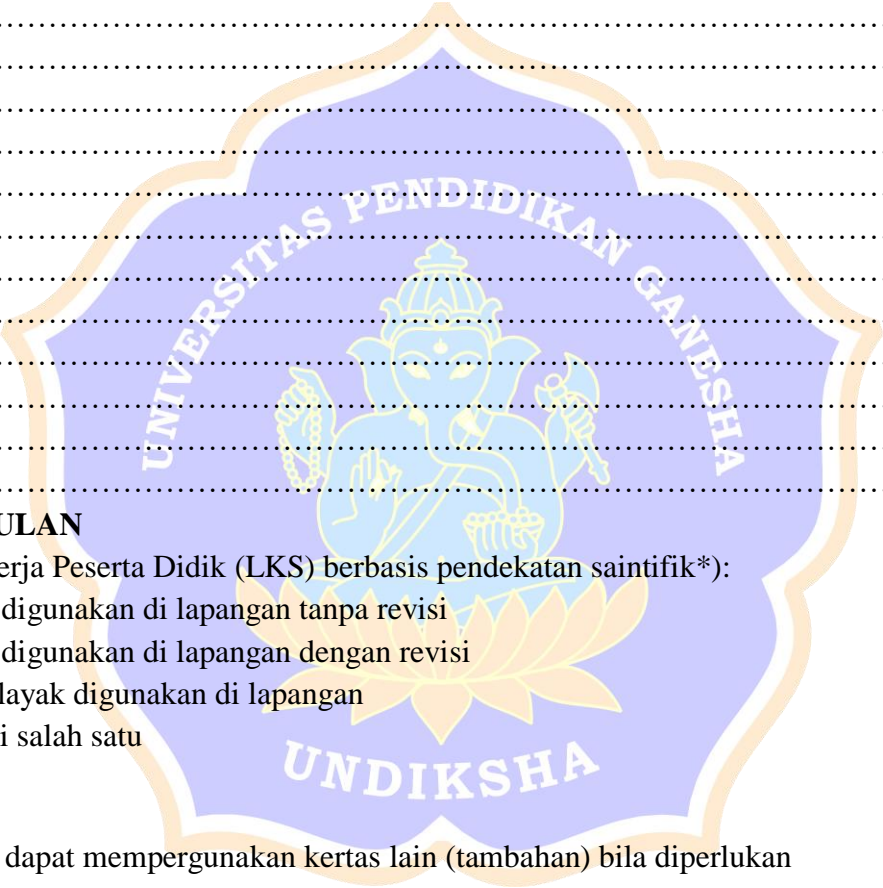 ……………………………………………………………………………
……………………………………………………………………………
……………………………………………………………………………
……………………………………………………………………………
……………………………………………………………………………
……………………………………………………………………………
……………………………………………………………………………
……………………………………………………………………………
……………………………………………………………………………
……………………………………………………………………………
……………………………………………………………………………
……………………………………………………………………………
UNIVERSITAS PENDIDIKAN GANESHA
ULAN
erja Peserta Didik (LKS) berbasis pendekatan saintifik*):
digunakan di lapangan tanpa revisi
digunakan di lapangan dengan revisi
layak digunakan di lapangan
i salah satu
UNDIKSHA
dapat mempergunakan kertas lain (tambahan) bila diperlukan